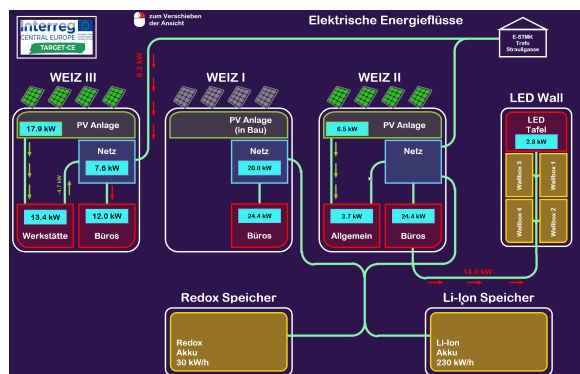 Interreg
CENTRAL EUROPE
TARGET-CE
zum Verschieben
der Ansicht
Elektrische Energieflüsse
E-STMK
Trafo
Straußgasse
8.2 kW
WEIZ III
WEIZ I
WEIZ II
LED Wall
PV Anlage
17.9 kW
PV Anlage
(in Bau)
PV Anlage
6.5 kW
LED
Tafel
2.8 kW
Netz
7.6 kW
Netz
20.0 kW
Netz
Wallbox 3
Wallbox 1
Wallbox 4
Wallbox 2
-4.7 kW
13.4 kW
Werkstätte
12.0 kW
Büros
24.4 kW
Büros
3.7 kW
Allgemein
24.4 kW
Büros
14.0 kW
Redox Speicher
Li-Ion Speicher
Redox
Akku
30 kW/h
Li-Ion
Akku
230 kW/h